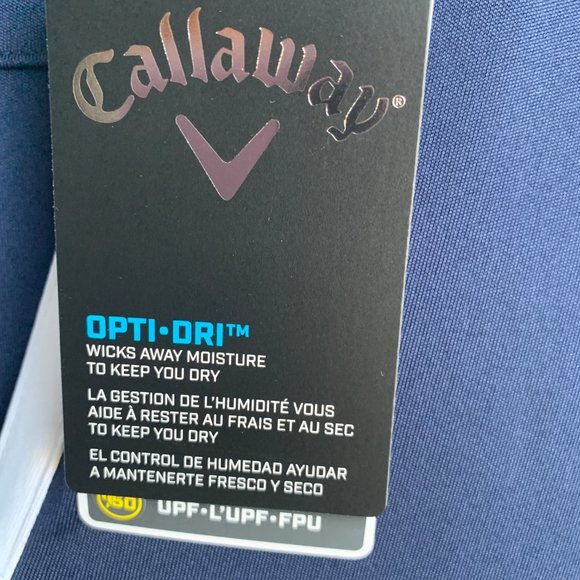 Callaway®
OPTI•DRI™
WICKS AWAY MOISTURE
TO KEEP YOU DRY
LA GESTION DE L'HUMIDITÉ VOUS
AIDE À RESTER AU FRAIS ET AU SEC
TO KEEP YOU DRY
EL CONTROL DE HUMEDAD AYUDAR
A MANTENERTE FRESCO Y SECO
50
UPF•L'UPF•FPU